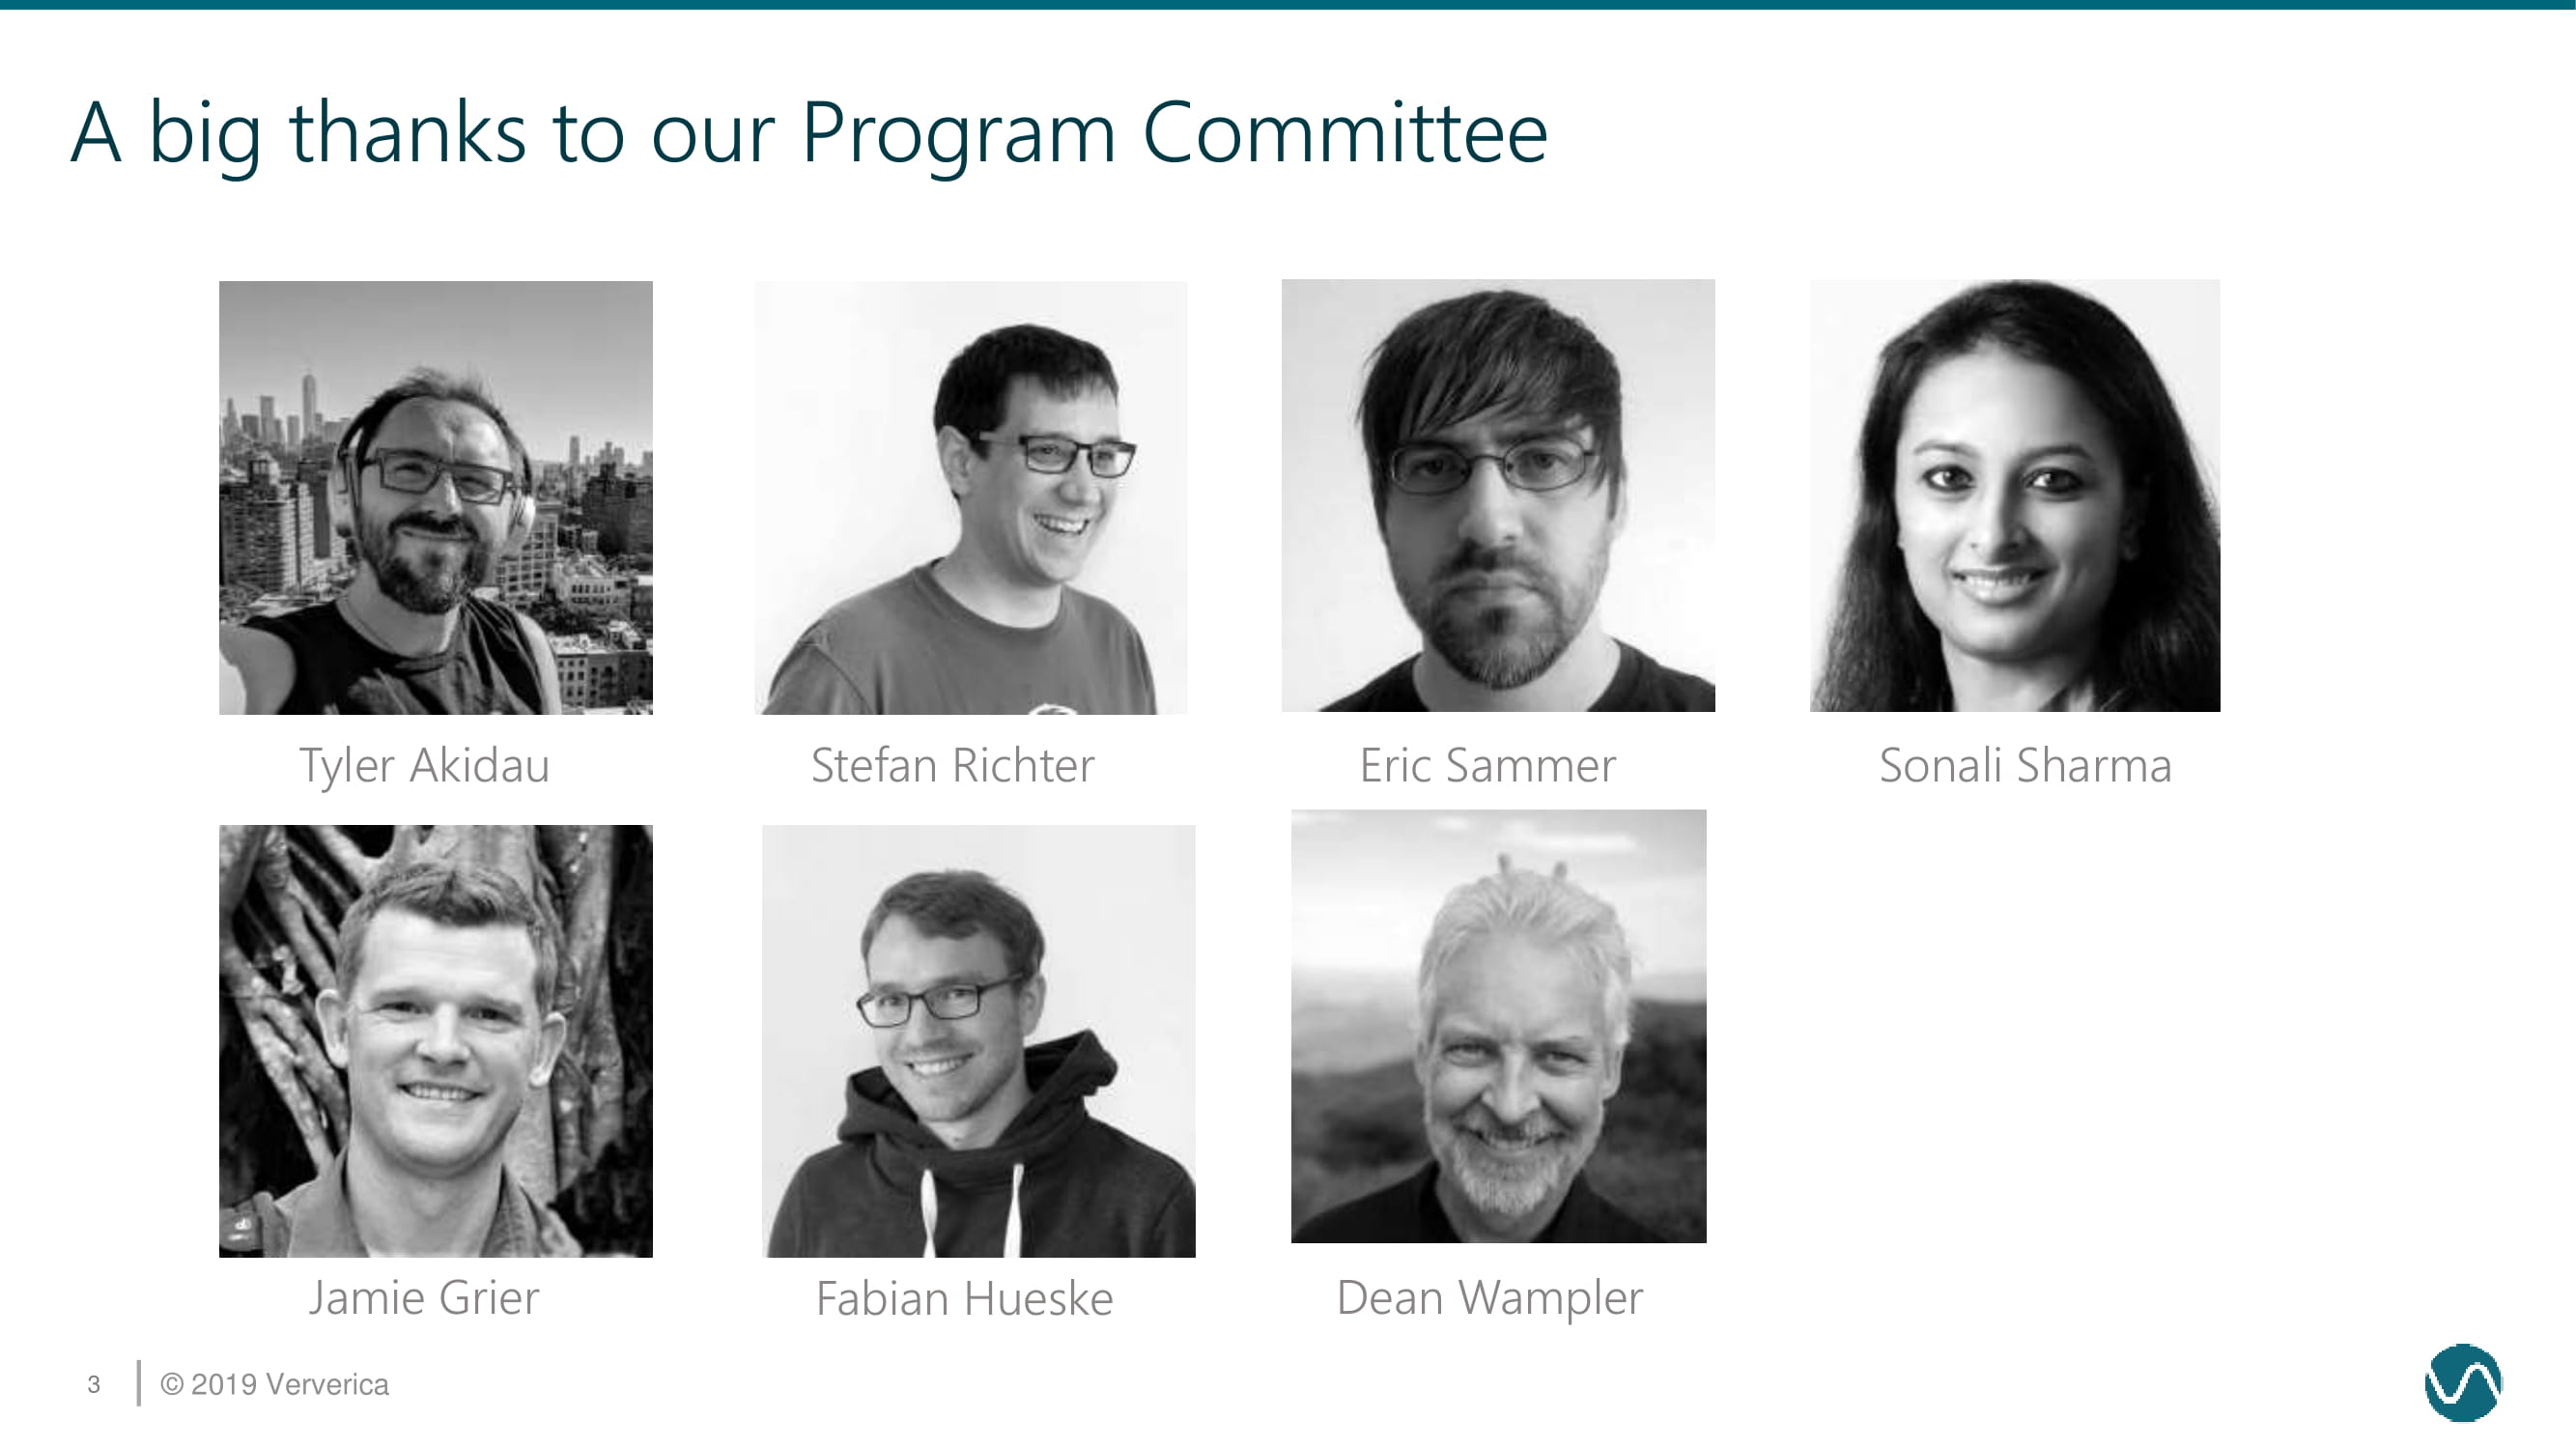 A big thanks to our Program Committee
Tyler Akidau
Stefan Richter
Eric Sammer
Sonali Sharma
Jamie Grier
Fabian Hueske
Dean Wampler
3
© 2019 Ververica